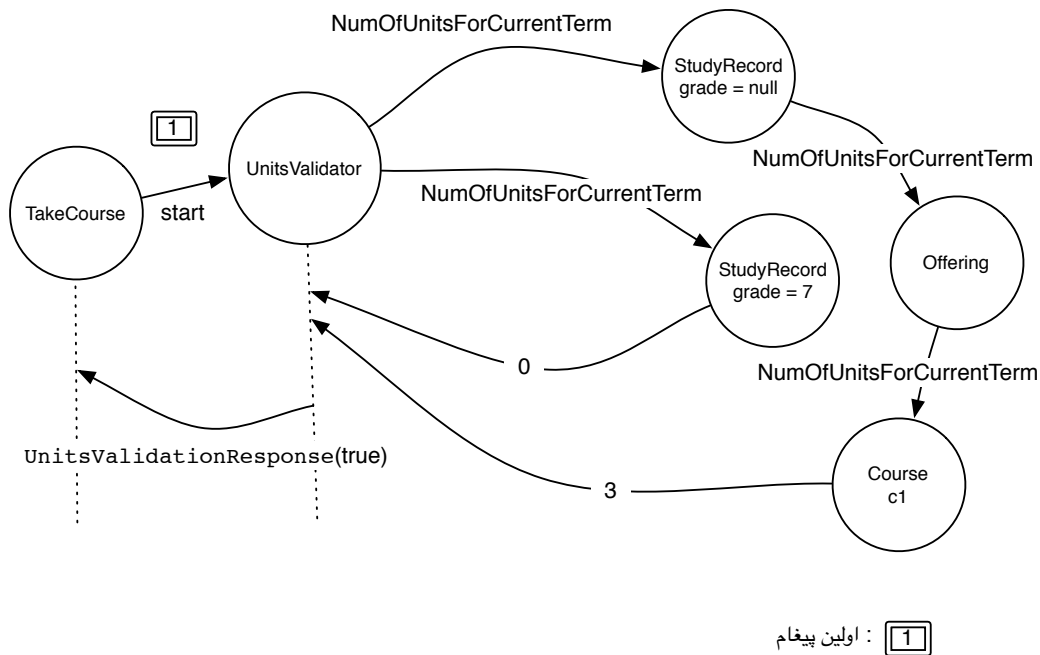 NumOfUnitsForCurrentTerm
StudyRecord
grade = null
1
NumOfUnitsForCurrentTerm
UnitsValidator
NumOfUnitsForCurrentTerm
TakeCourse
start
StudyRecord
grade = 7
Offering
0
NumOfUnitsForCurrentTerm
UnitsValidationResponse(true)
Course
c1
3
1 : اولین پیغام